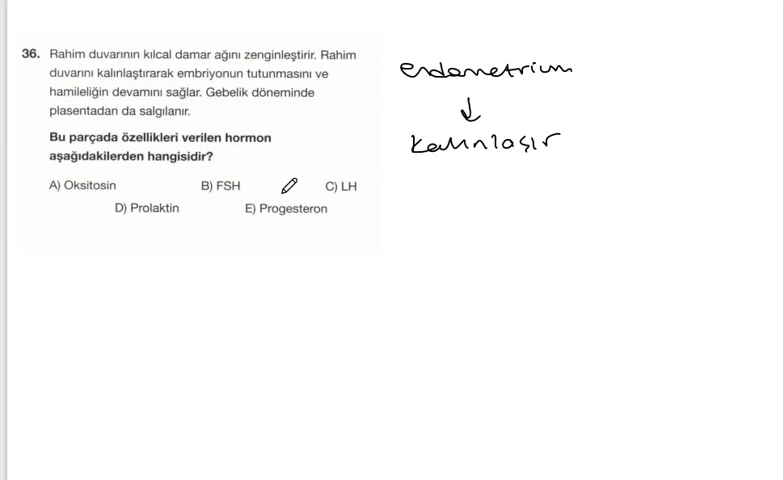 36. Rahim duvarının kılcal damar ağını zenginleştirir. Rahim
duvarını kalınlaştırarak embriyonun tutunmasını ve
hamileliğin devamını sağlar. Gebelik döneminde
plasentadan da salgılanır.
Bu parçada özellikleri verilen hormon
aşağıdakilerden hangisidir?
A) Oksitosin B) FSH C) LH
D) Prolaktin E) Progesteron
endometrium
↓
kalınlaşır